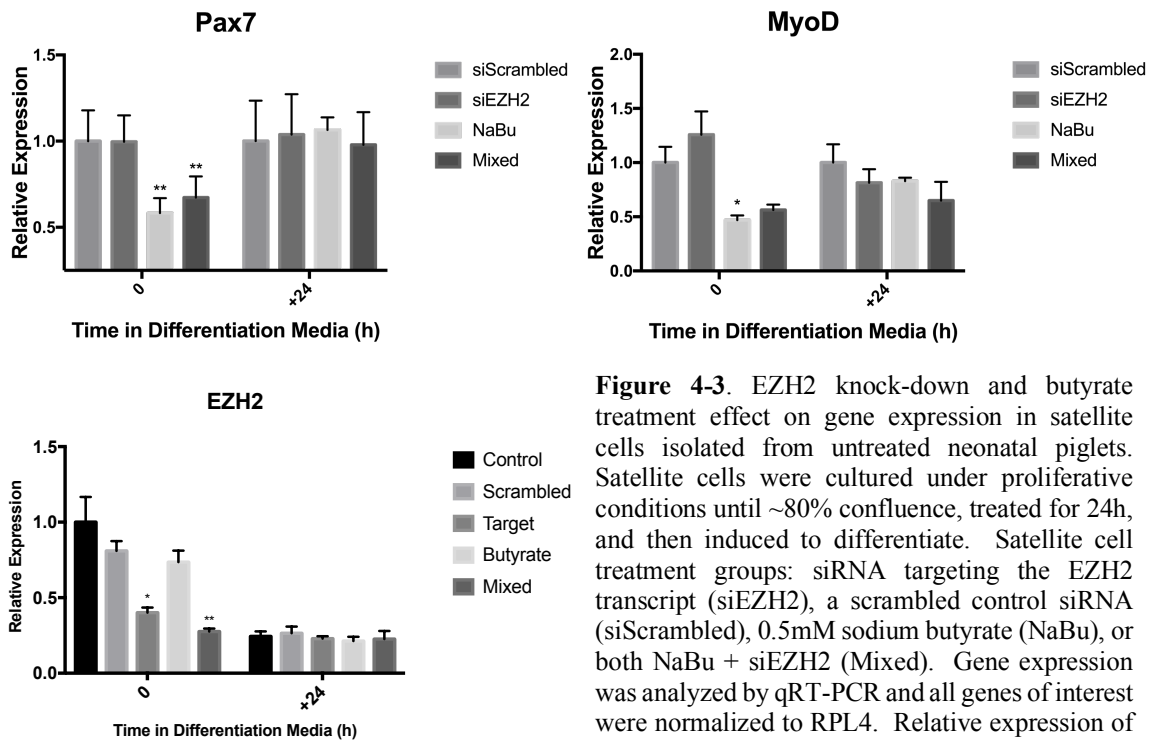 Pax7
Relative Expression
1.5
1.0
0.5
**
**
0
+24
Time in Differentiation Media (h)
siScrambled
siEZH2
NaBu
Mixed
MyoD
Relative Expression
2.0
1.5
1.0
0.5
0.0
*
0
+24
Time in Differentiation Media (h)
siScrambled
siEZH2
NaBu
Mixed
EZH2
Relative Expression
1.5
1.0
0.5
0.0
*
**
0
+24
Time in Differentiation Media (h)
Control
Scrambled
Target
Butyrate
Mixed
Figure 4-3. EZH2 knock-down and butyrate
treatment effect on gene expression in satellite
cells isolated from untreated neonatal piglets.
Satellite cells were cultured under proliferative
conditions until ~80% confluence, treated for 24h,
and then induced to differentiate. Satellite cell
treatment groups: siRNA targeting the EZH2
transcript (siEZH2), a scrambled control siRNA
(siScrambled), 0.5mM sodium butyrate (NaBu), or
both NaBu + siEZH2 (Mixed). Gene expression
was analyzed by qRT-PCR and all genes of interest
were normalized to RPL4. Relative expression of